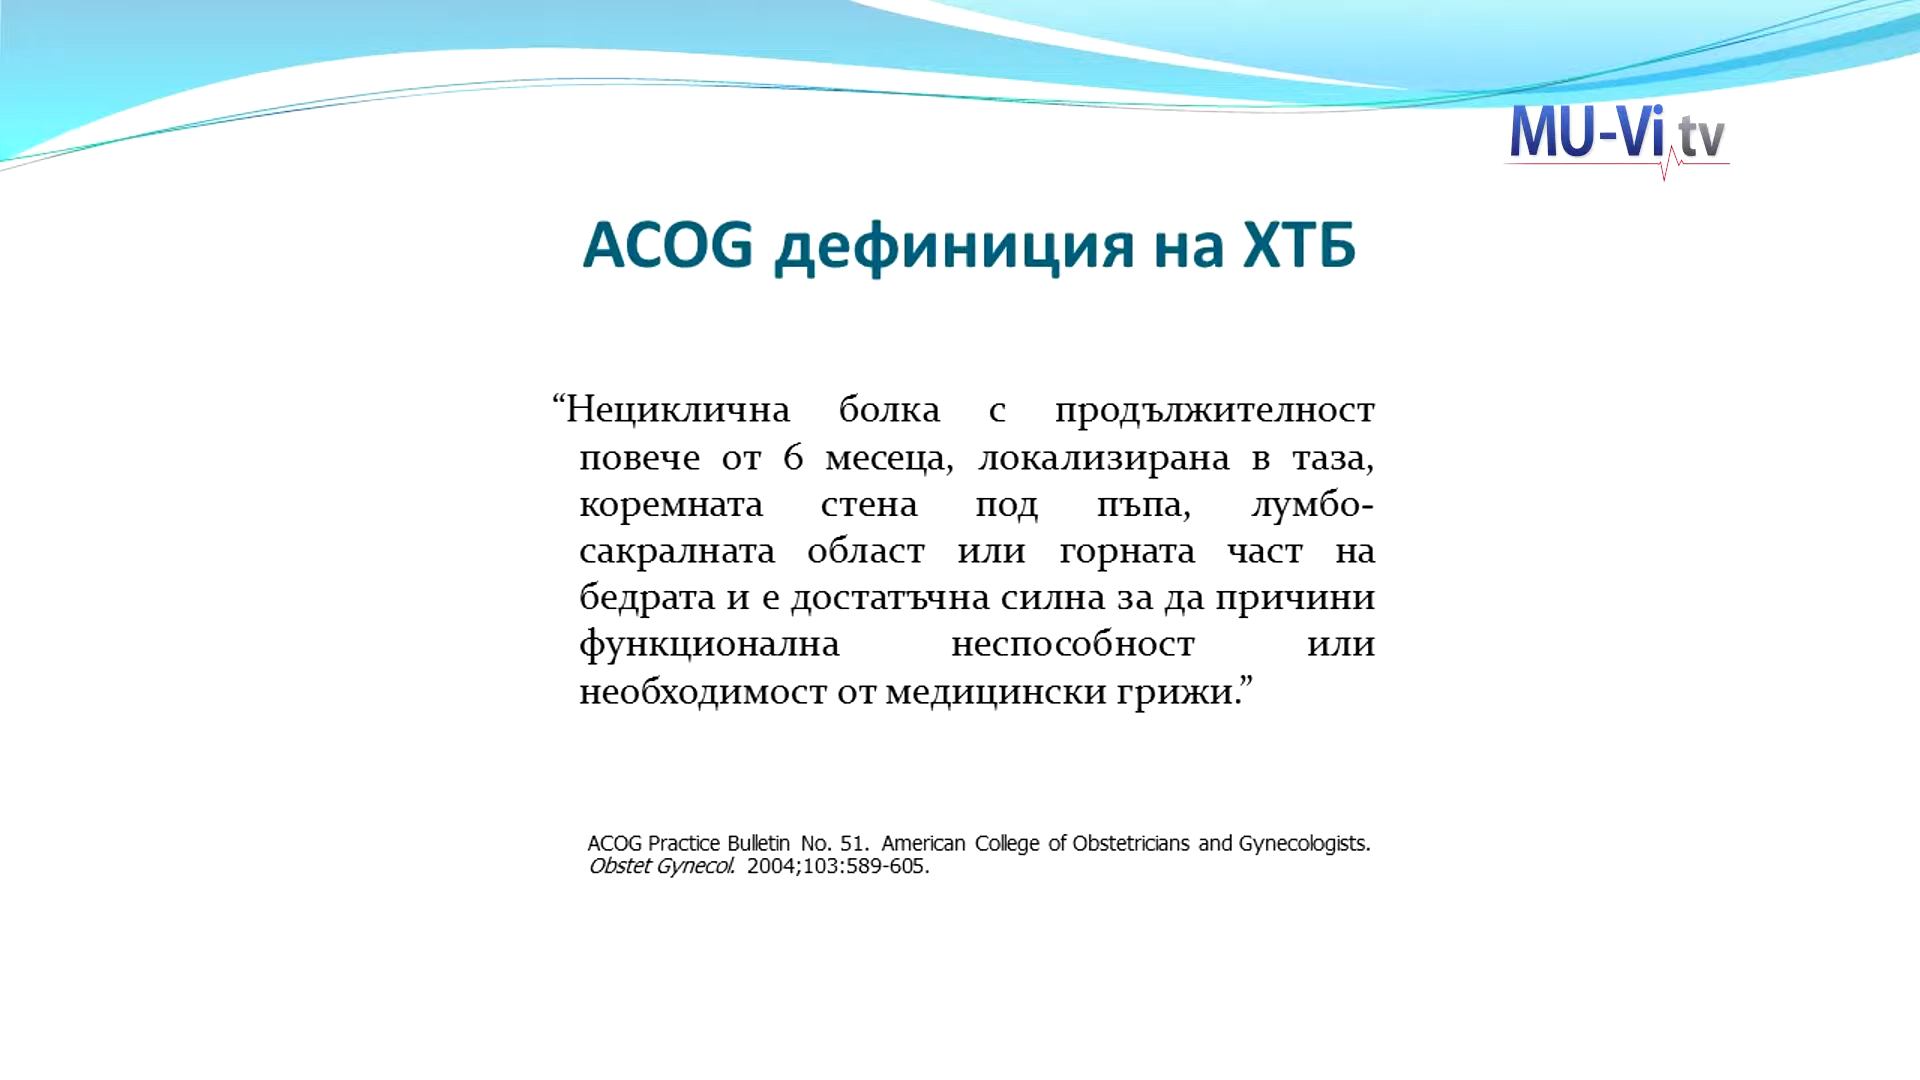 MU-Vi.tv
ACOG дефиниция на ХТБ
“Нециклична болка с продължителност
повече от 6 месеца, локализирана в таза,
коремната стена под пъпа, лумбо-
сакралната област или горната част на
бедрата и е достатъчна силна за да причини
функционална неспособност или
необходимост от медицински грижи.”
ACOG Practice Bulletin No. 51. American College of Obstetricians and Gynecologists.
Obstet Gynecol. 2004;103:589-605.